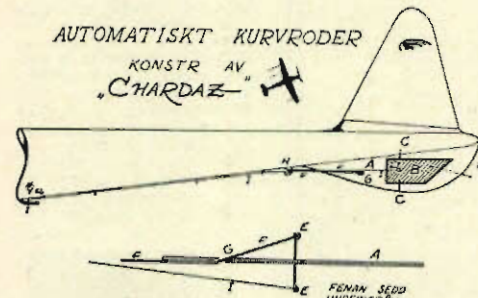 AUTOMATISKT KURVRODER
KONSTR AV
"CHARDAZ"
C
H
A
G
B
C
E
F
G
A
E
I
FENAN SEDD